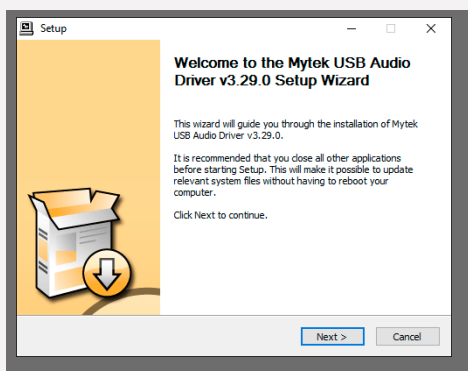 Setup
Welcome to the Mytek USB Audio
Driver v3.29.0 Setup Wizard
This wizard will guide you through the installation of Mytek
USB Audio Driver v3.29.0.
It is recommended that you close all other applications
before starting Setup. This will make it possible to update
relevant system files without having to reboot your
computer.
Click Next to continue.
Next >
Cancel